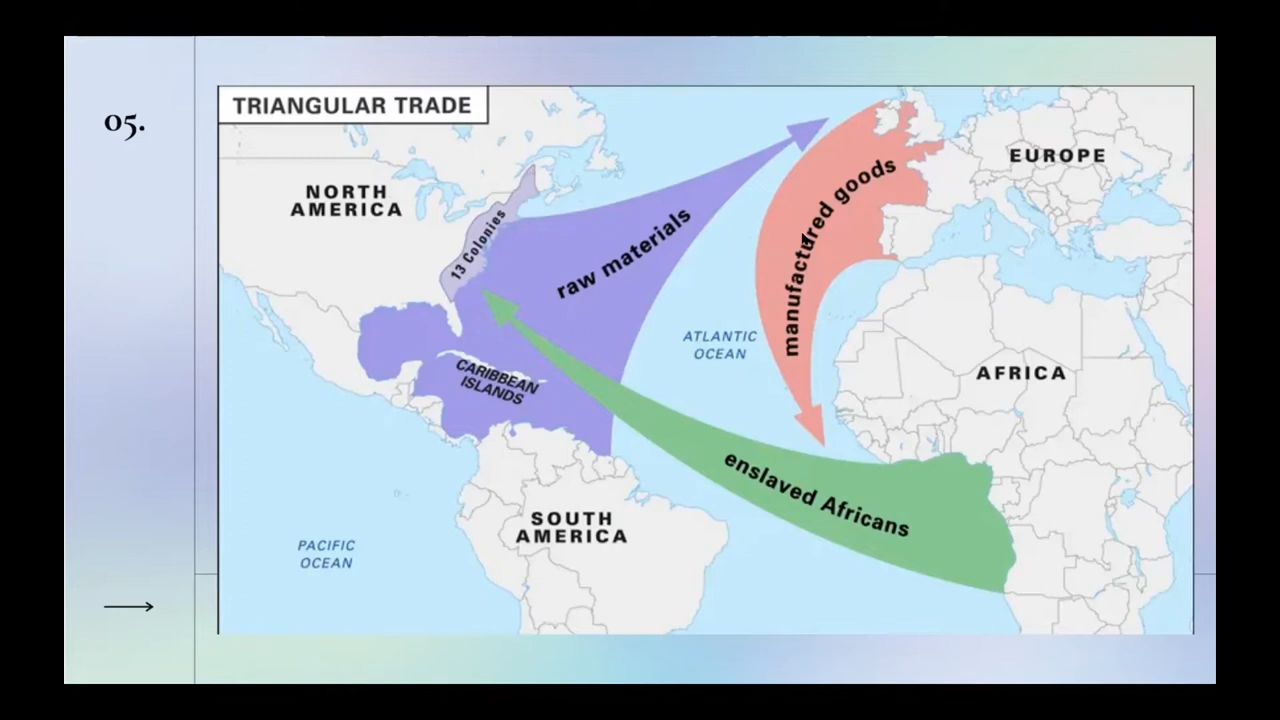 05.
TRIANGULAR TRADE
NORTH
AMERICA
13 Colonies
raw materials
manufactured goods
EUROPE
ATLANTIC
OCEAN
CARIBBEAN
ISLANDS
AFRICA
enslaved Africans
SOUTH
AMERICA
PACIFIC
OCEAN